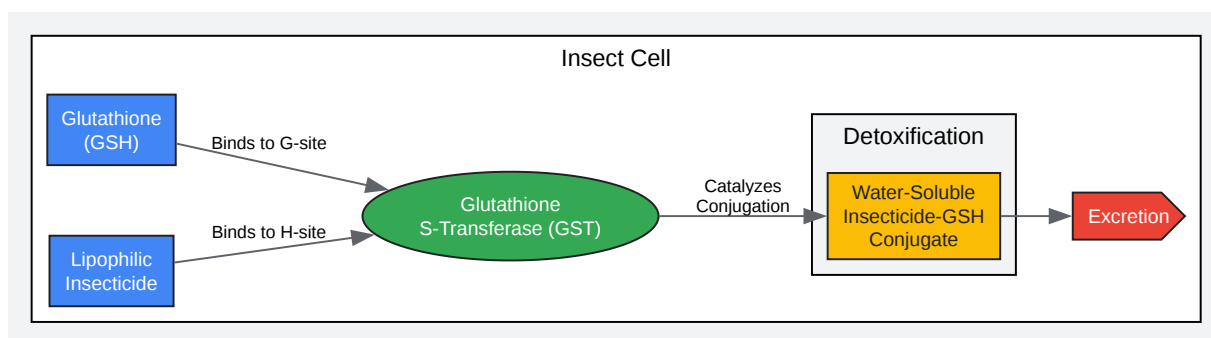 Insect Cell
Glutathione
(GSH)
Binds to G-site
Lipophilic
Insecticide
Binds to H-site
Glutathione
S-Transferase (GST)
Catalyzes
Conjugation
Detoxification
Water-Soluble
Insecticide-GSH
Conjugate
Excretion